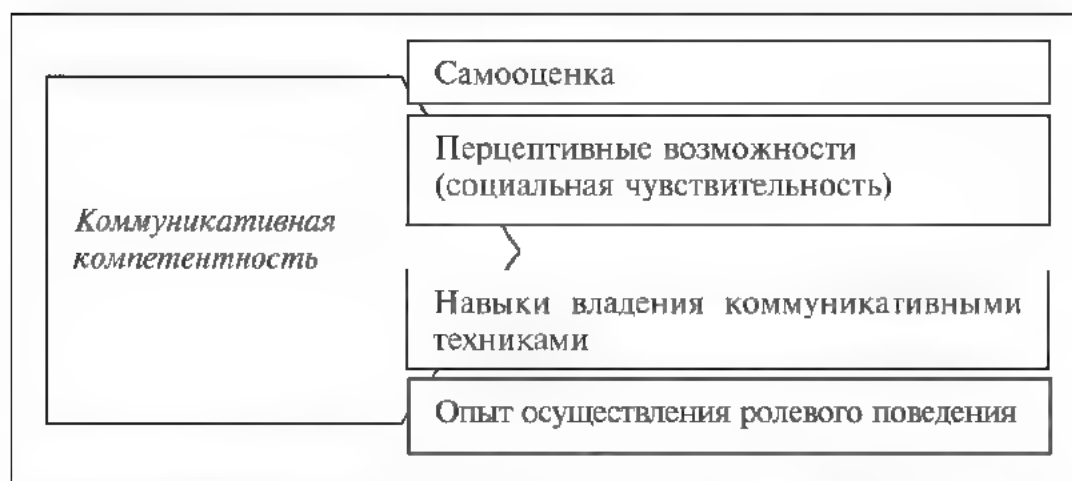 Самооценка
Перцептивные возможности
(социальная чувствительность)
Коммуникативная
компетентность
Навыки владения коммуникативными
техниками
Опыт осуществления ролевого поведения